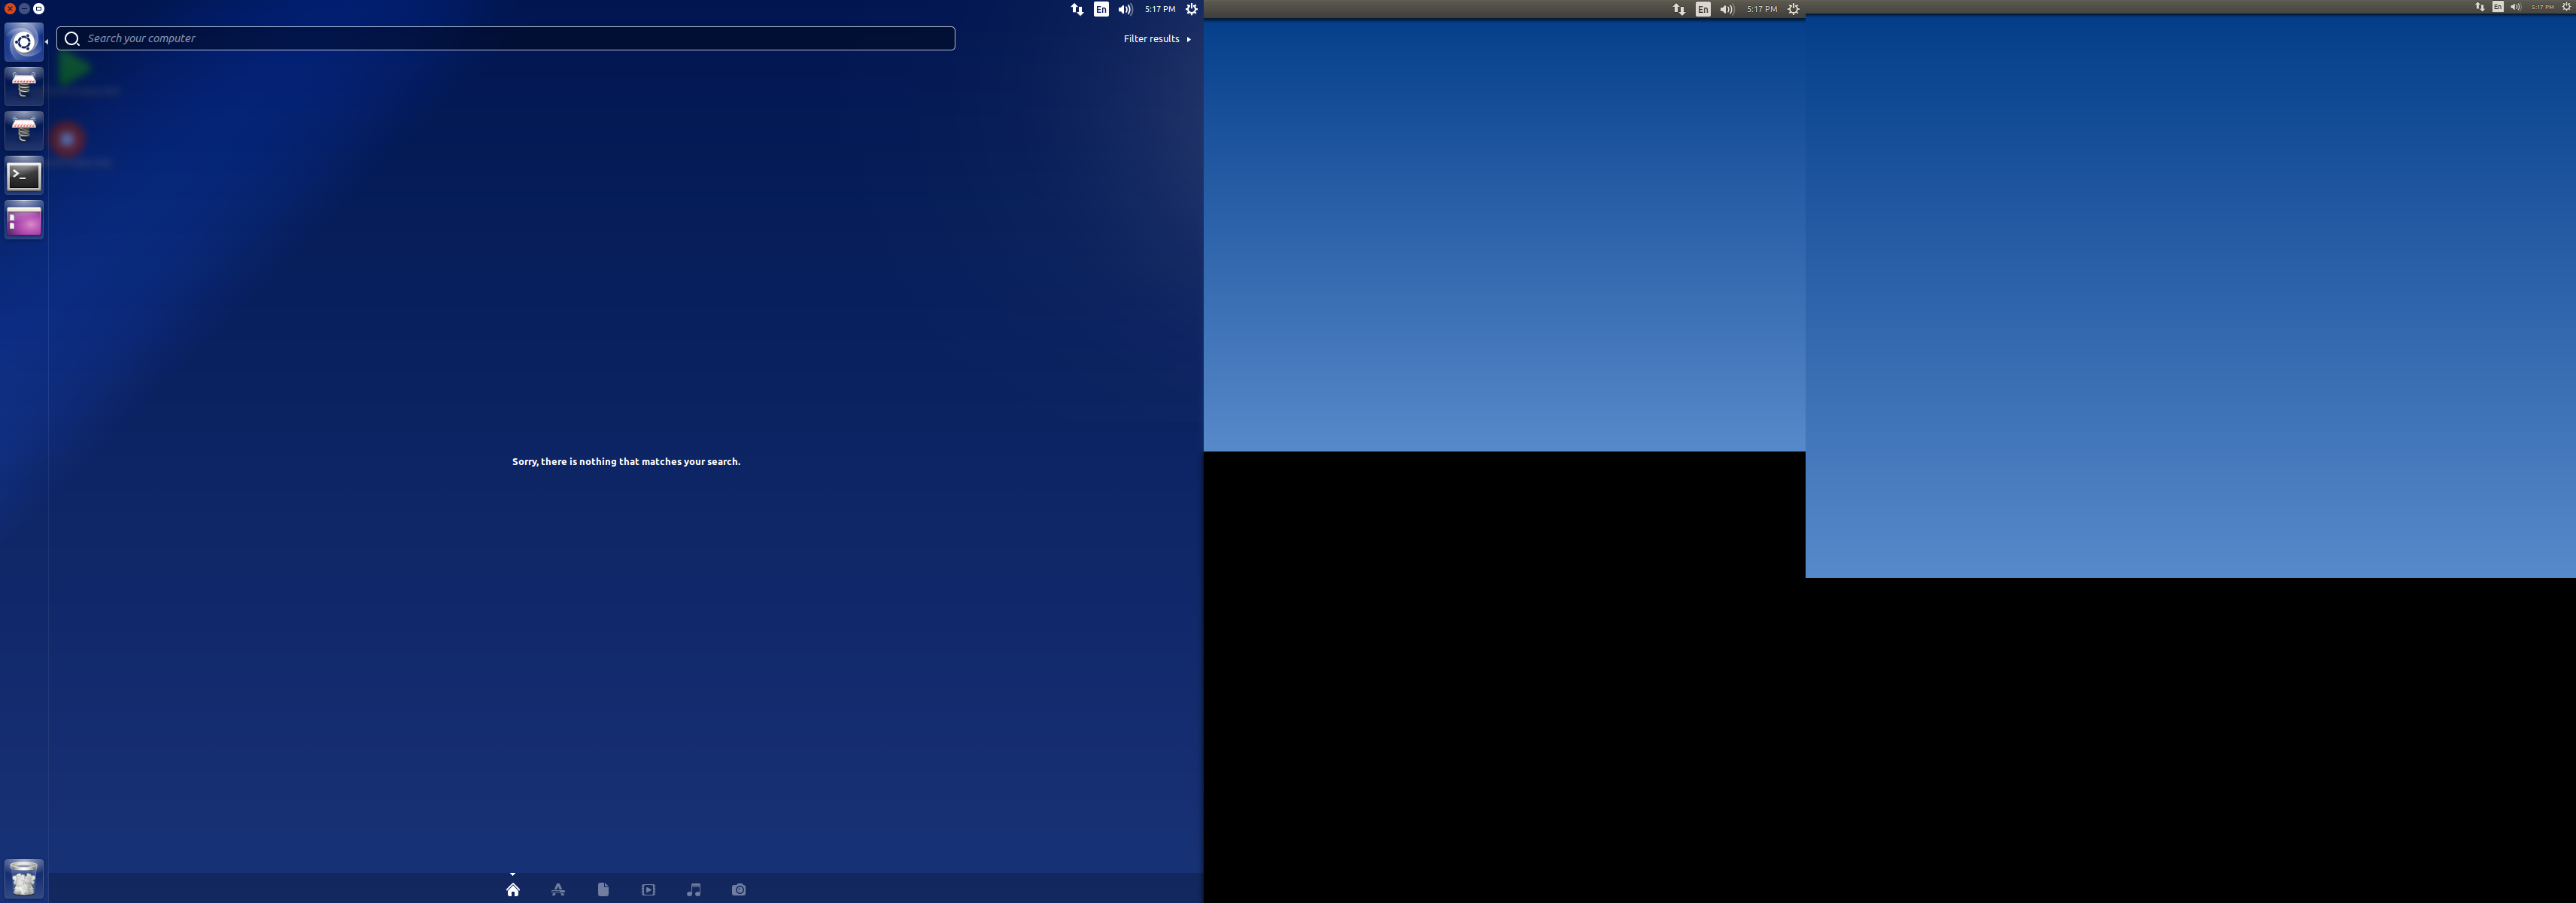 En
5:17 PM
En
5:17 PM
En
5:17 PM
Search your computer
Filter results
>_
Sorry, there is nothing that matches your search.